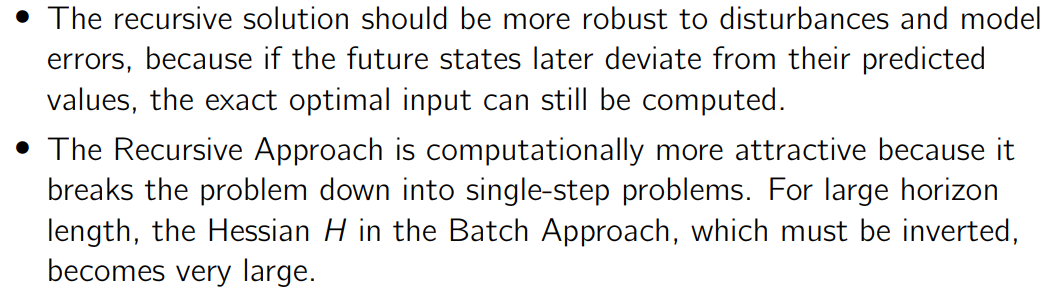 • The recursive solution should be more robust to disturbances and model
errors, because if the future states later deviate from their predicted
values, the exact optimal input can still be computed.
• The Recursive Approach is computationally more attractive because it
breaks the problem down into single-step problems. For large horizon
length, the Hessian H in the Batch Approach, which must be inverted,
becomes very large.